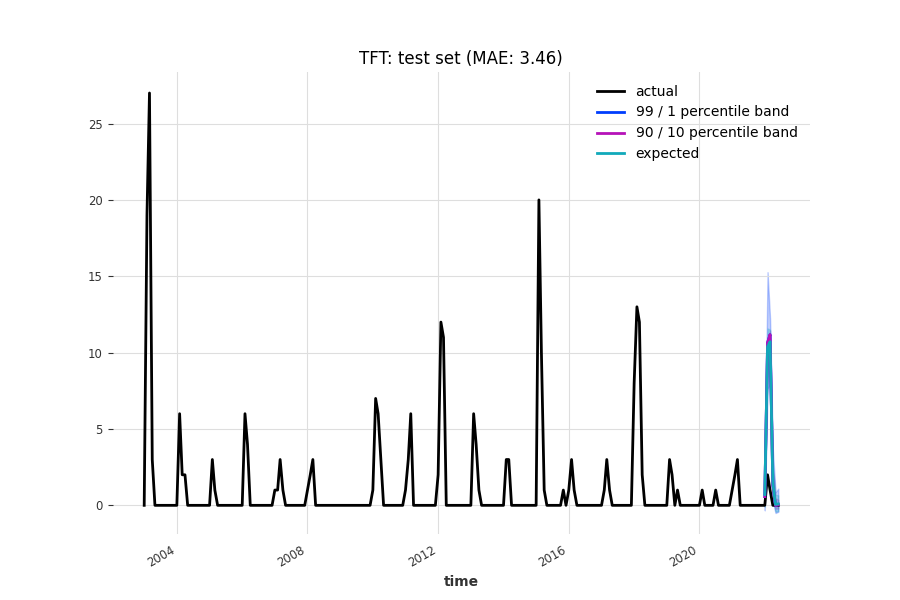 TFT: test set (MAE: 3.46)
actual
99 / 1 percentile band
90 / 10 percentile band
expected
25
20
15
10
5
0
2004
2008
2012
2016
2020
time